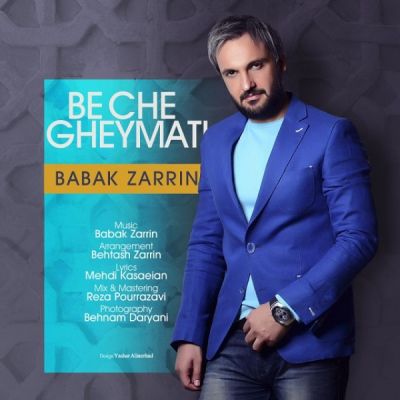 BE CHE
GHEYMATI
BABAK ZARRIN
Music
Babak Zarrin
Arrangement
Behtash Zarrin
Lyrics
Mehdi Kasaeian
Mix & Mastering
Reza Pourrazavi
Photography
Behnam Daryani